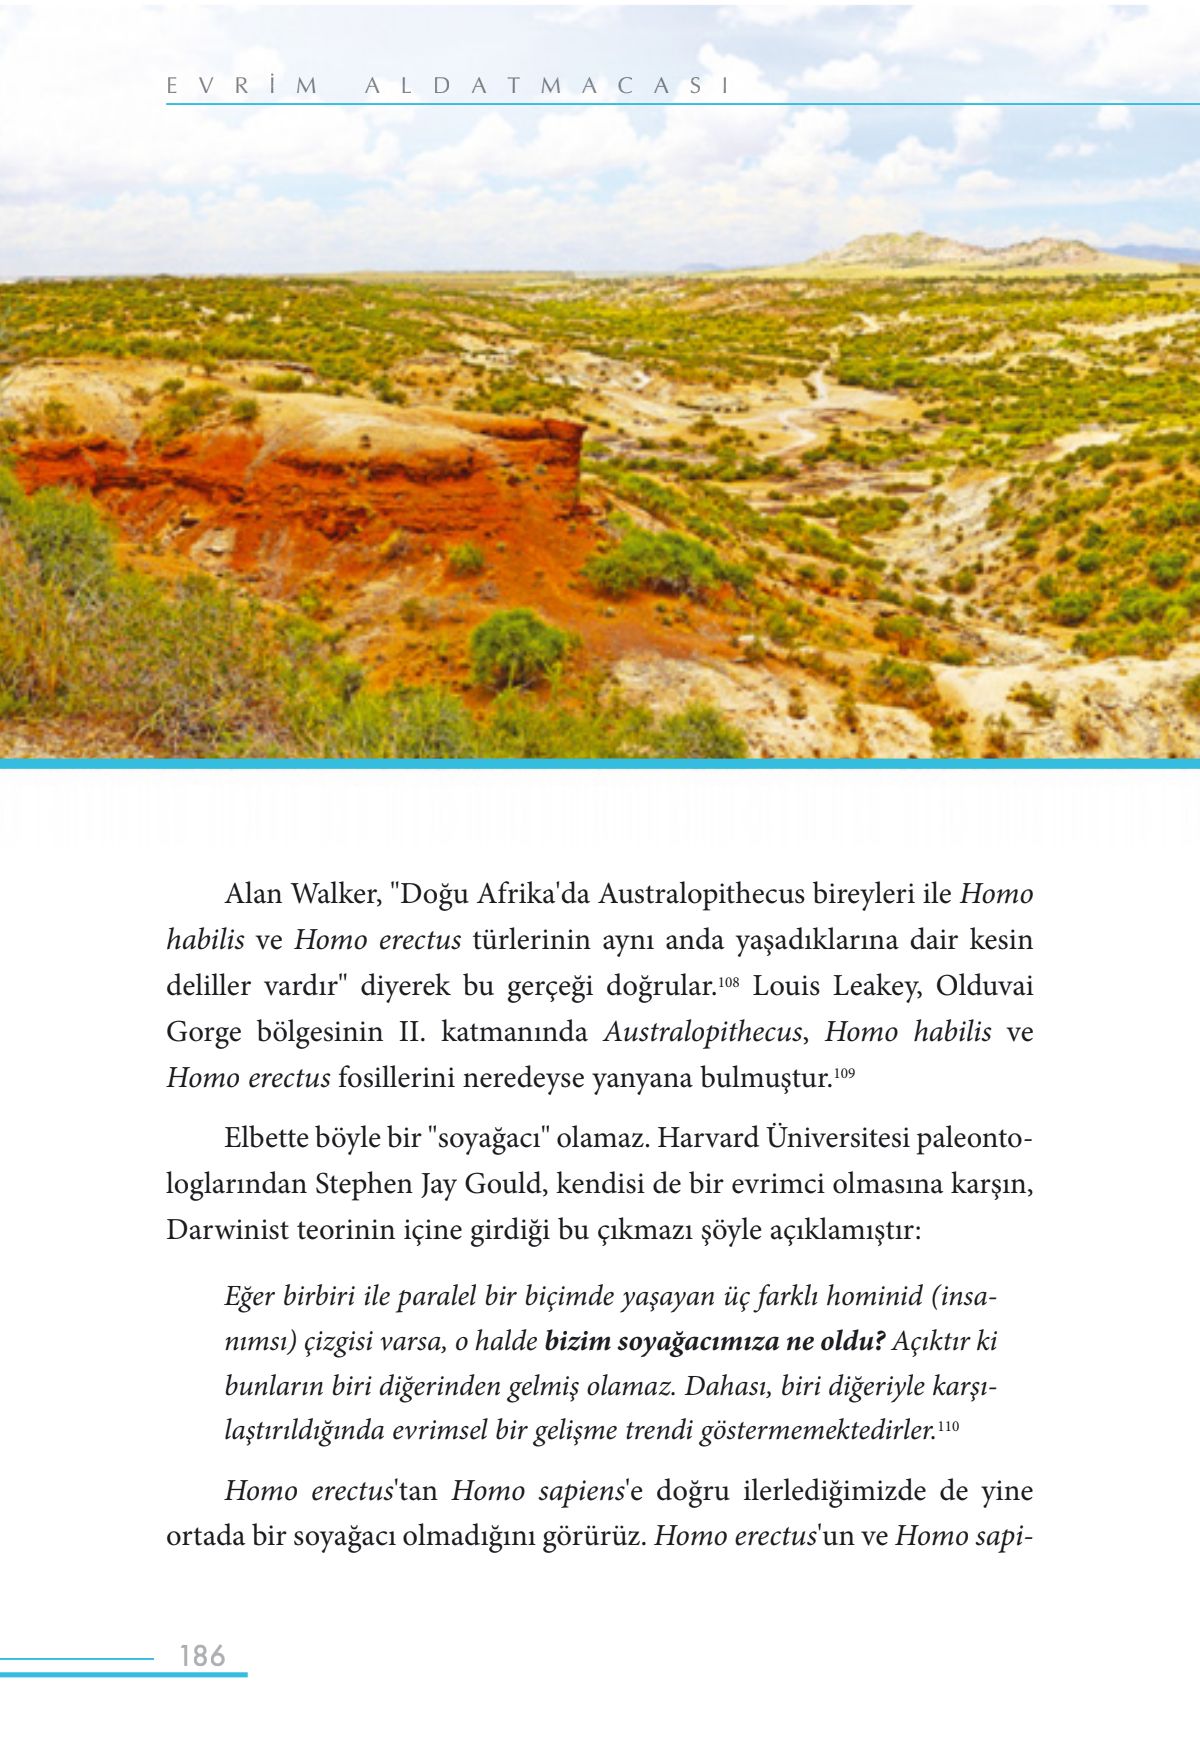 EVRİM ALDATMACASI
Alan Walker, "Doğu Afrika'da Australopithecus bireyleri ile Homo
habilis ve Homo erectus türlerinin aynı anda yaşadıklarına dair kesin
deliller vardır" diyerek bu gerçeği doğrular.108 Louis Leakey, Olduvai
Gorge bölgesinin II. katmanında Australopithecus, Homo habilis ve
Homo erectus fosillerini neredeyse yanyana bulmuştur.109
Elbette böyle bir "soyağacı" olamaz. Harvard Üniversitesi paleonto-
loglarından Stephen Jay Gould, kendisi de bir evrimci olmasına karşın,
Darwinist teorinin içine girdiği bu çıkmazı şöyle açıklamıştır:
Eğer birbiri ile paralel bir biçimde yaşayan üç farklı hominid (insa-
nımsı) çizgisi varsa, o halde bizim soyağacımıza ne oldu? Açıktır ki
bunların biri diğerinden gelmiş olamaz. Dahası, biri diğeriyle karşı-
laştırıldığında evrimsel bir gelişme trendi göstermemektedirler.110
Homo erectus'tan Homo sapiens'e doğru ilerlediğimizde de yine
ortada bir soyağacı olmadığını görürüz. Homo erectus'un ve Homo sapi-
186